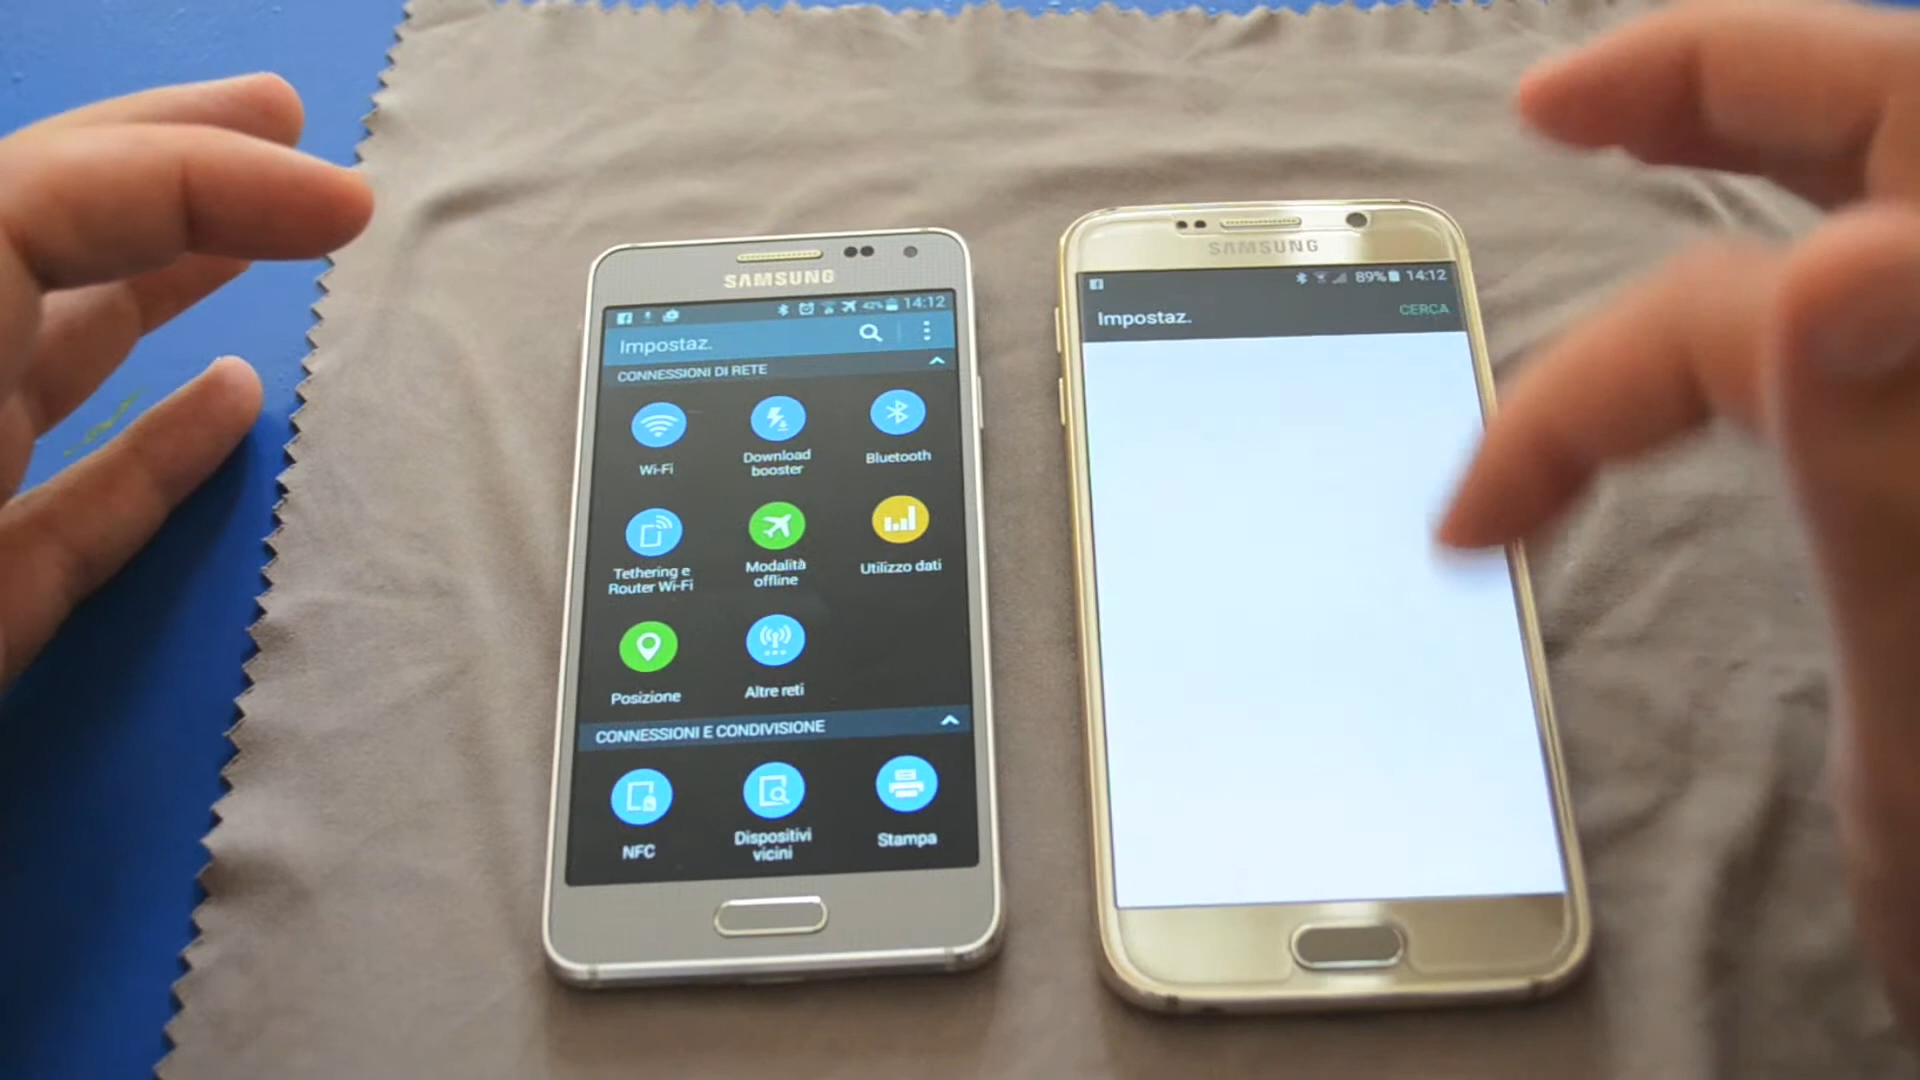 SAMSUNG
42% 14:12
Impostaz.
CONNESSIONI DI RETE
Wi-Fi
Download
booster
Bluetooth
Tethering e
Router Wi-Fi
Modalità
offline
Utilizzo dati
Posizione
Altre reti
CONNESSIONI E CONDIVISIONE
NFC
Dispositivi
vicini
Stampa
SAMSUNG
89% 14:12
Impostaz.
CERCA